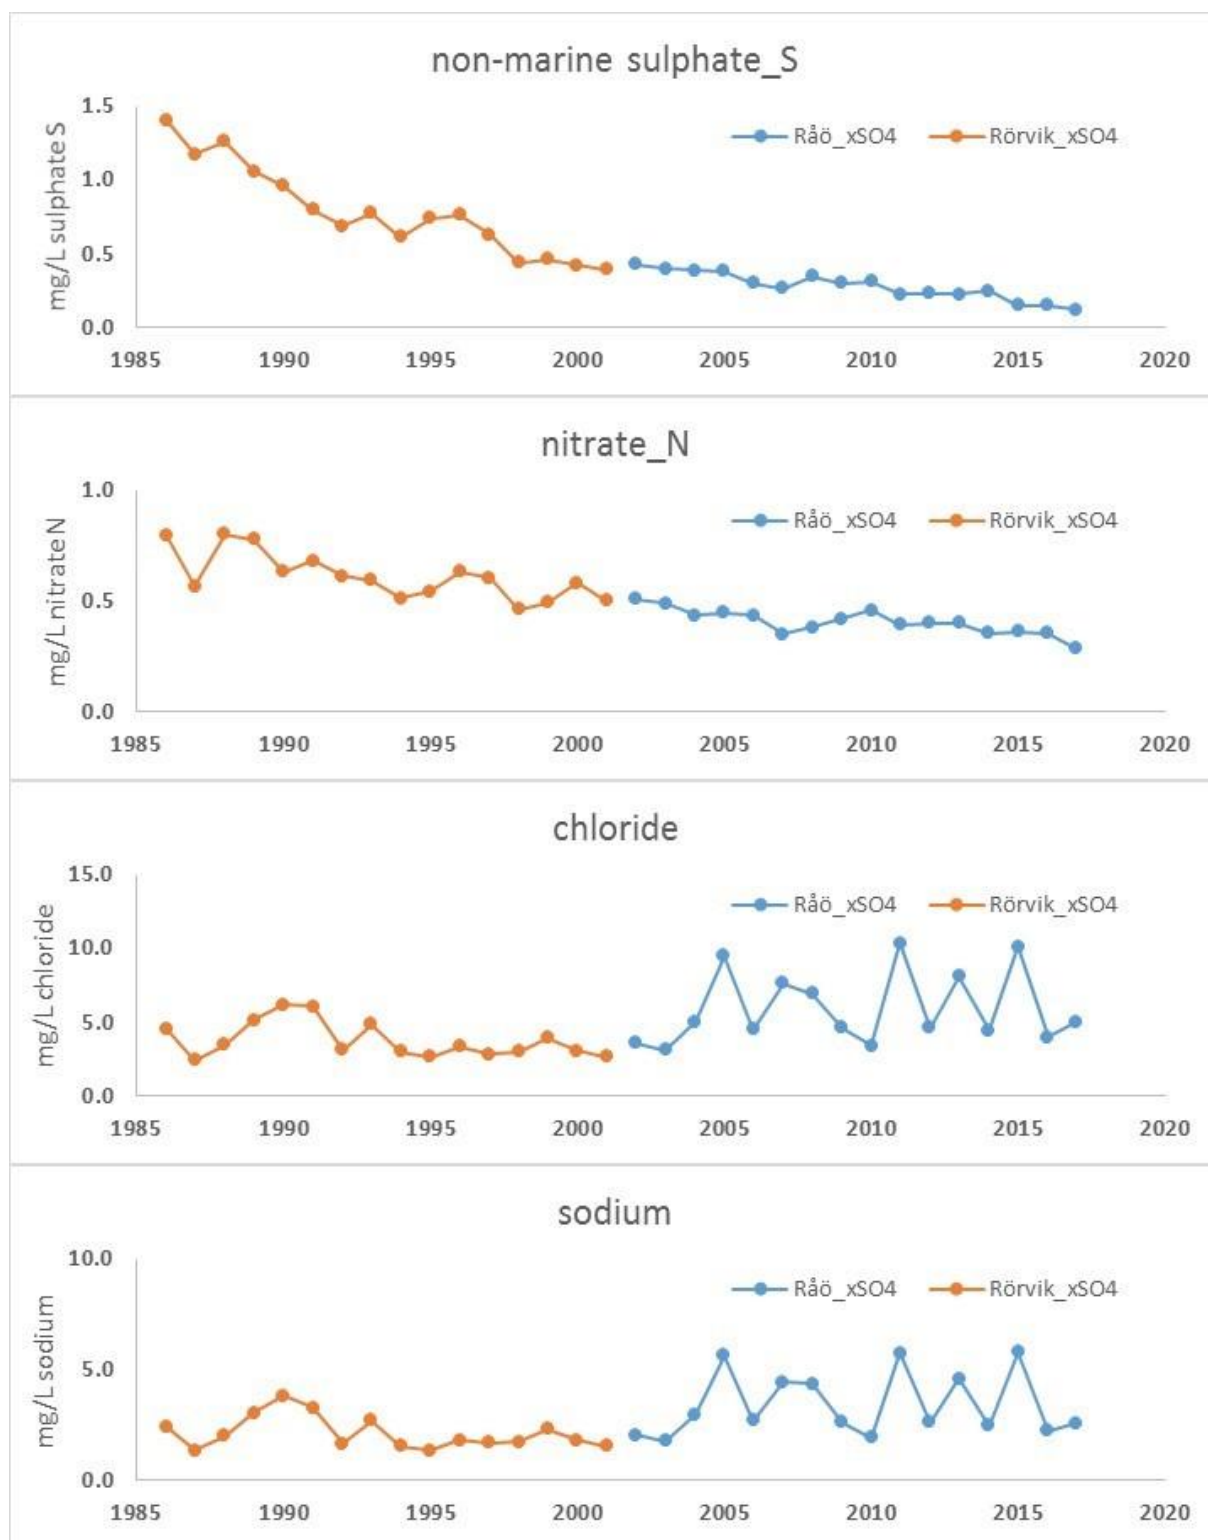 non-marine sulphate_S
mg/L sulphate S
1.5
1.0
0.5
0.0
Råö_xSO4 Rörvik_xSO4
1985 1990 1995 2000 2005 2010 2015 2020
nitrate_N
mg/L nitrate N
1.0
0.5
0.0
Råö_xSO4 Rörvik_xSO4
1985 1990 1995 2000 2005 2010 2015 2020
chloride
mg/L chloride
15.0
10.0
5.0
0.0
Råö_xSO4 Rörvik_xSO4
1985 1990 1995 2000 2005 2010 2015 2020
sodium
mg/L sodium
10.0
5.0
0.0
Råö_xSO4 Rörvik_xSO4
1985 1990 1995 2000 2005 2010 2015 2020